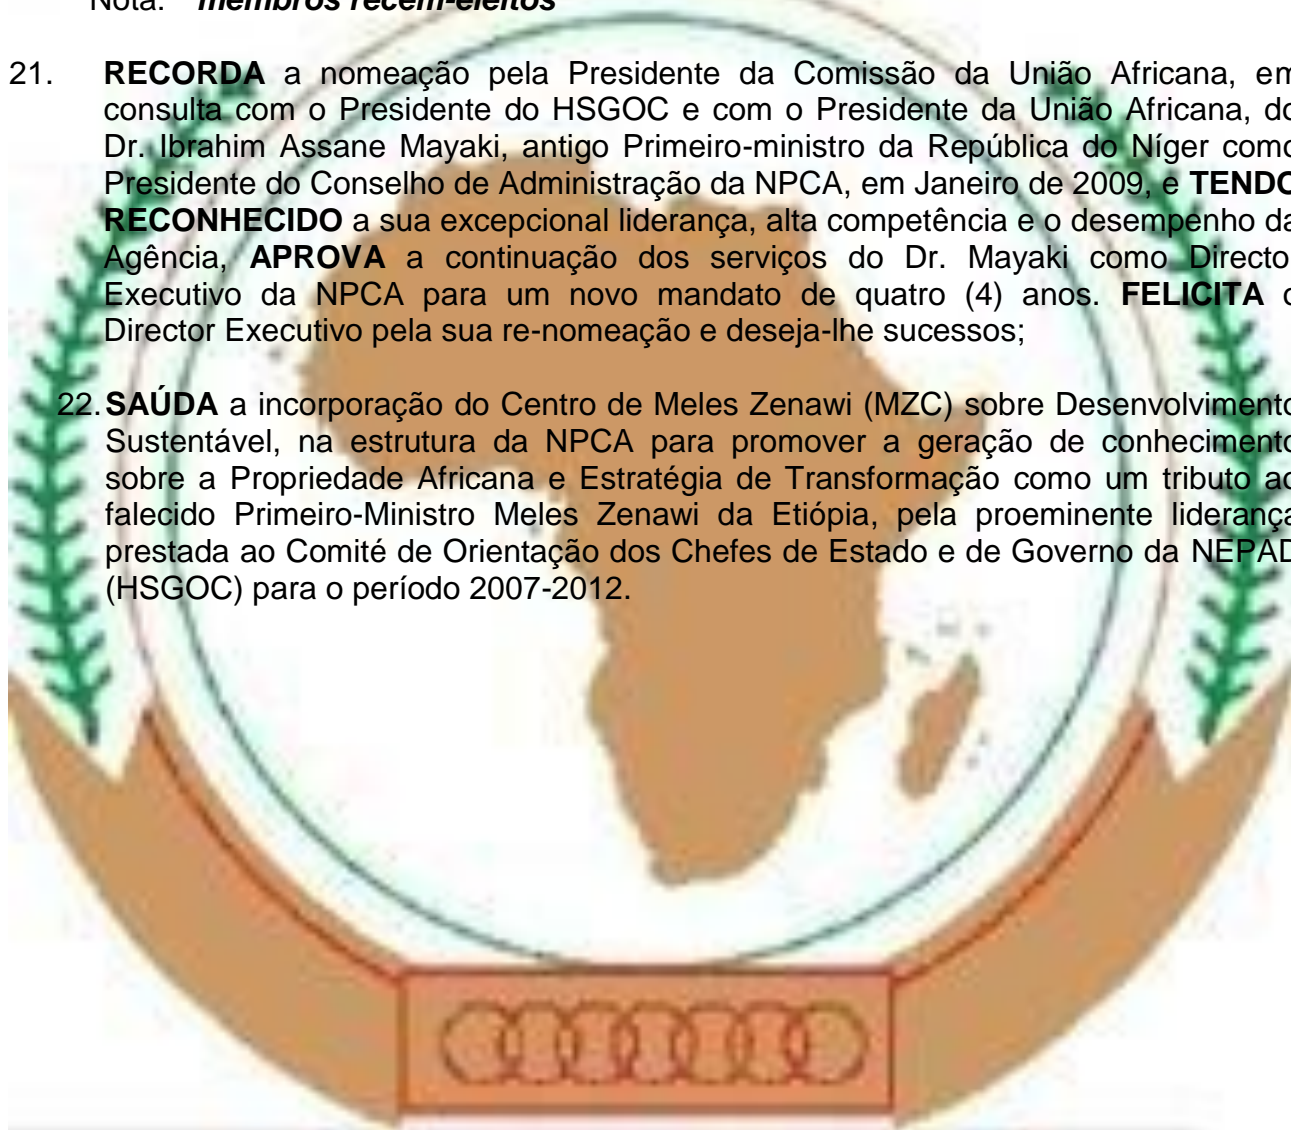 Nota: membros recém-eleitos
21. RECORDA a nomeação pela Presidente da Comissão da União Africana, em
consulta com o Presidente do HSGOC e com o Presidente da União Africana, do
Dr. Ibrahim Assane Mayaki, antigo Primeiro-ministro da República do Níger como
Presidente do Conselho de Administração da NPCA, em Janeiro de 2009, e TENDO
RECONHECIDO a sua excepcional liderança, alta competência e o desempenho da
Agência, APROVA a continuação dos serviços do Dr. Mayaki como Director
Executivo da NPCA para um novo mandato de quatro (4) anos. FELICITA o
Director Executivo pela sua re-nomeação e deseja-lhe sucessos;
22. SAÚDA a incorporação do Centro de Meles Zenawi (MZC) sobre Desenvolvimento
Sustentável, na estrutura da NPCA para promover a geração de conhecimento
sobre a Propriedade Africana e Estratégia de Transformação como um tributo ao
falecido Primeiro-Ministro Meles Zenawi da Etiópia, pela proeminente liderança
prestada ao Comité de Orientação dos Chefes de Estado e de Governo da NEPAD
(HSGOC) para o período 2007-2012.